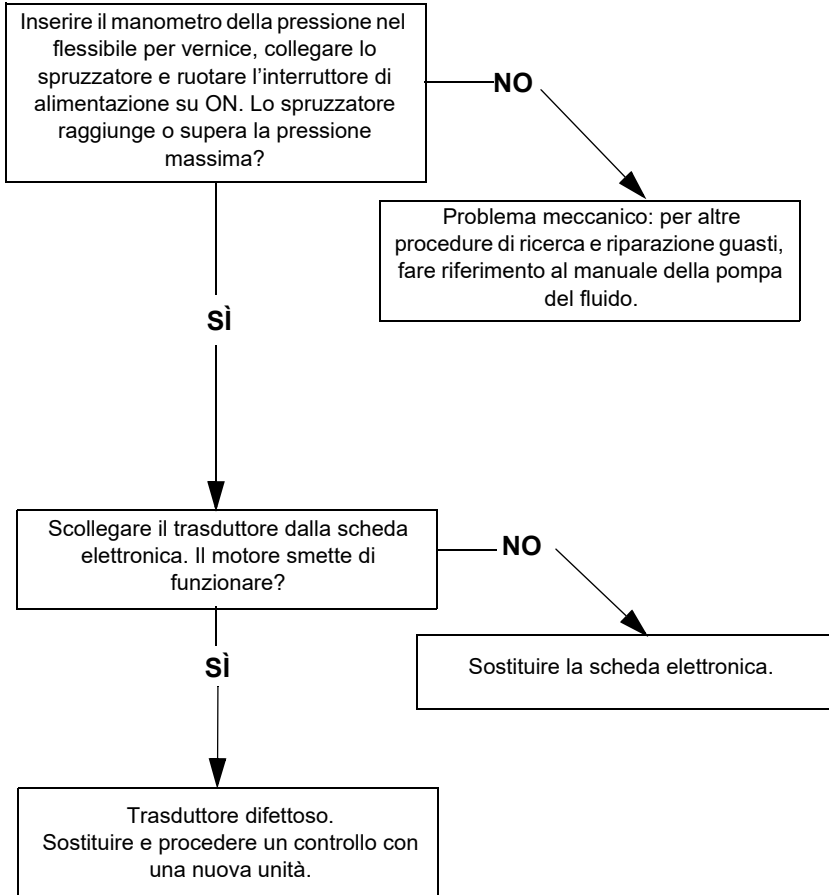 Inserire il manometro della pressione nel
flessibile per vernice, collegare lo
spruzzatore e ruotare l'interruttore di
alimentazione su ON. Lo spruzzatore
raggiunge o supera la pressione
massima?
NO
Problema meccanico: per altre
procedure di ricerca e riparazione guasti,
fare riferimento al manuale della pompa
del fluido.
SÌ
Scollegare il trasduttore dalla scheda
elettronica. Il motore smette di
funzionare?
NO
Sostituire la scheda elettronica.
SÌ
Trasduttore difettoso.
Sostituire e procedere un controllo con
una nuova unità.